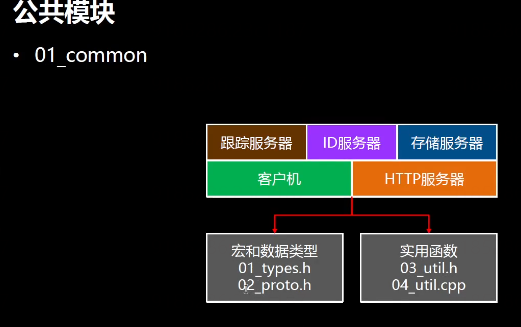 公共模块
• 01_common
跟踪服务器 ID服务器 存储服务器
客户机 HTTP服务器
宏和数据类型
01_types.h
02_proto.h
实用函数
03_util.h
04_util.cpp